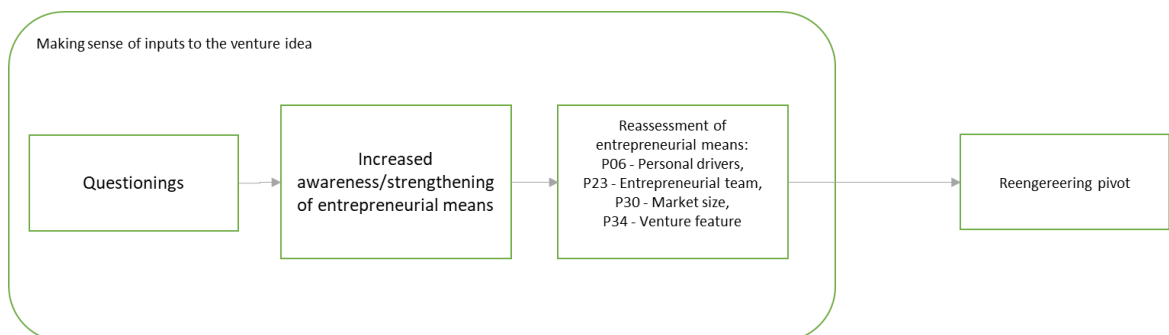 Making sense of inputs to the venture idea
Questionings
Increased
awareness/strengthening
of entrepreneurial means
Reassessment of
entrepreneurial means:
P06 - Personal drivers,
P23 - Entrepreneurial team,
P30 - Market size,
P34 - Venture feature
Reengereering pivot